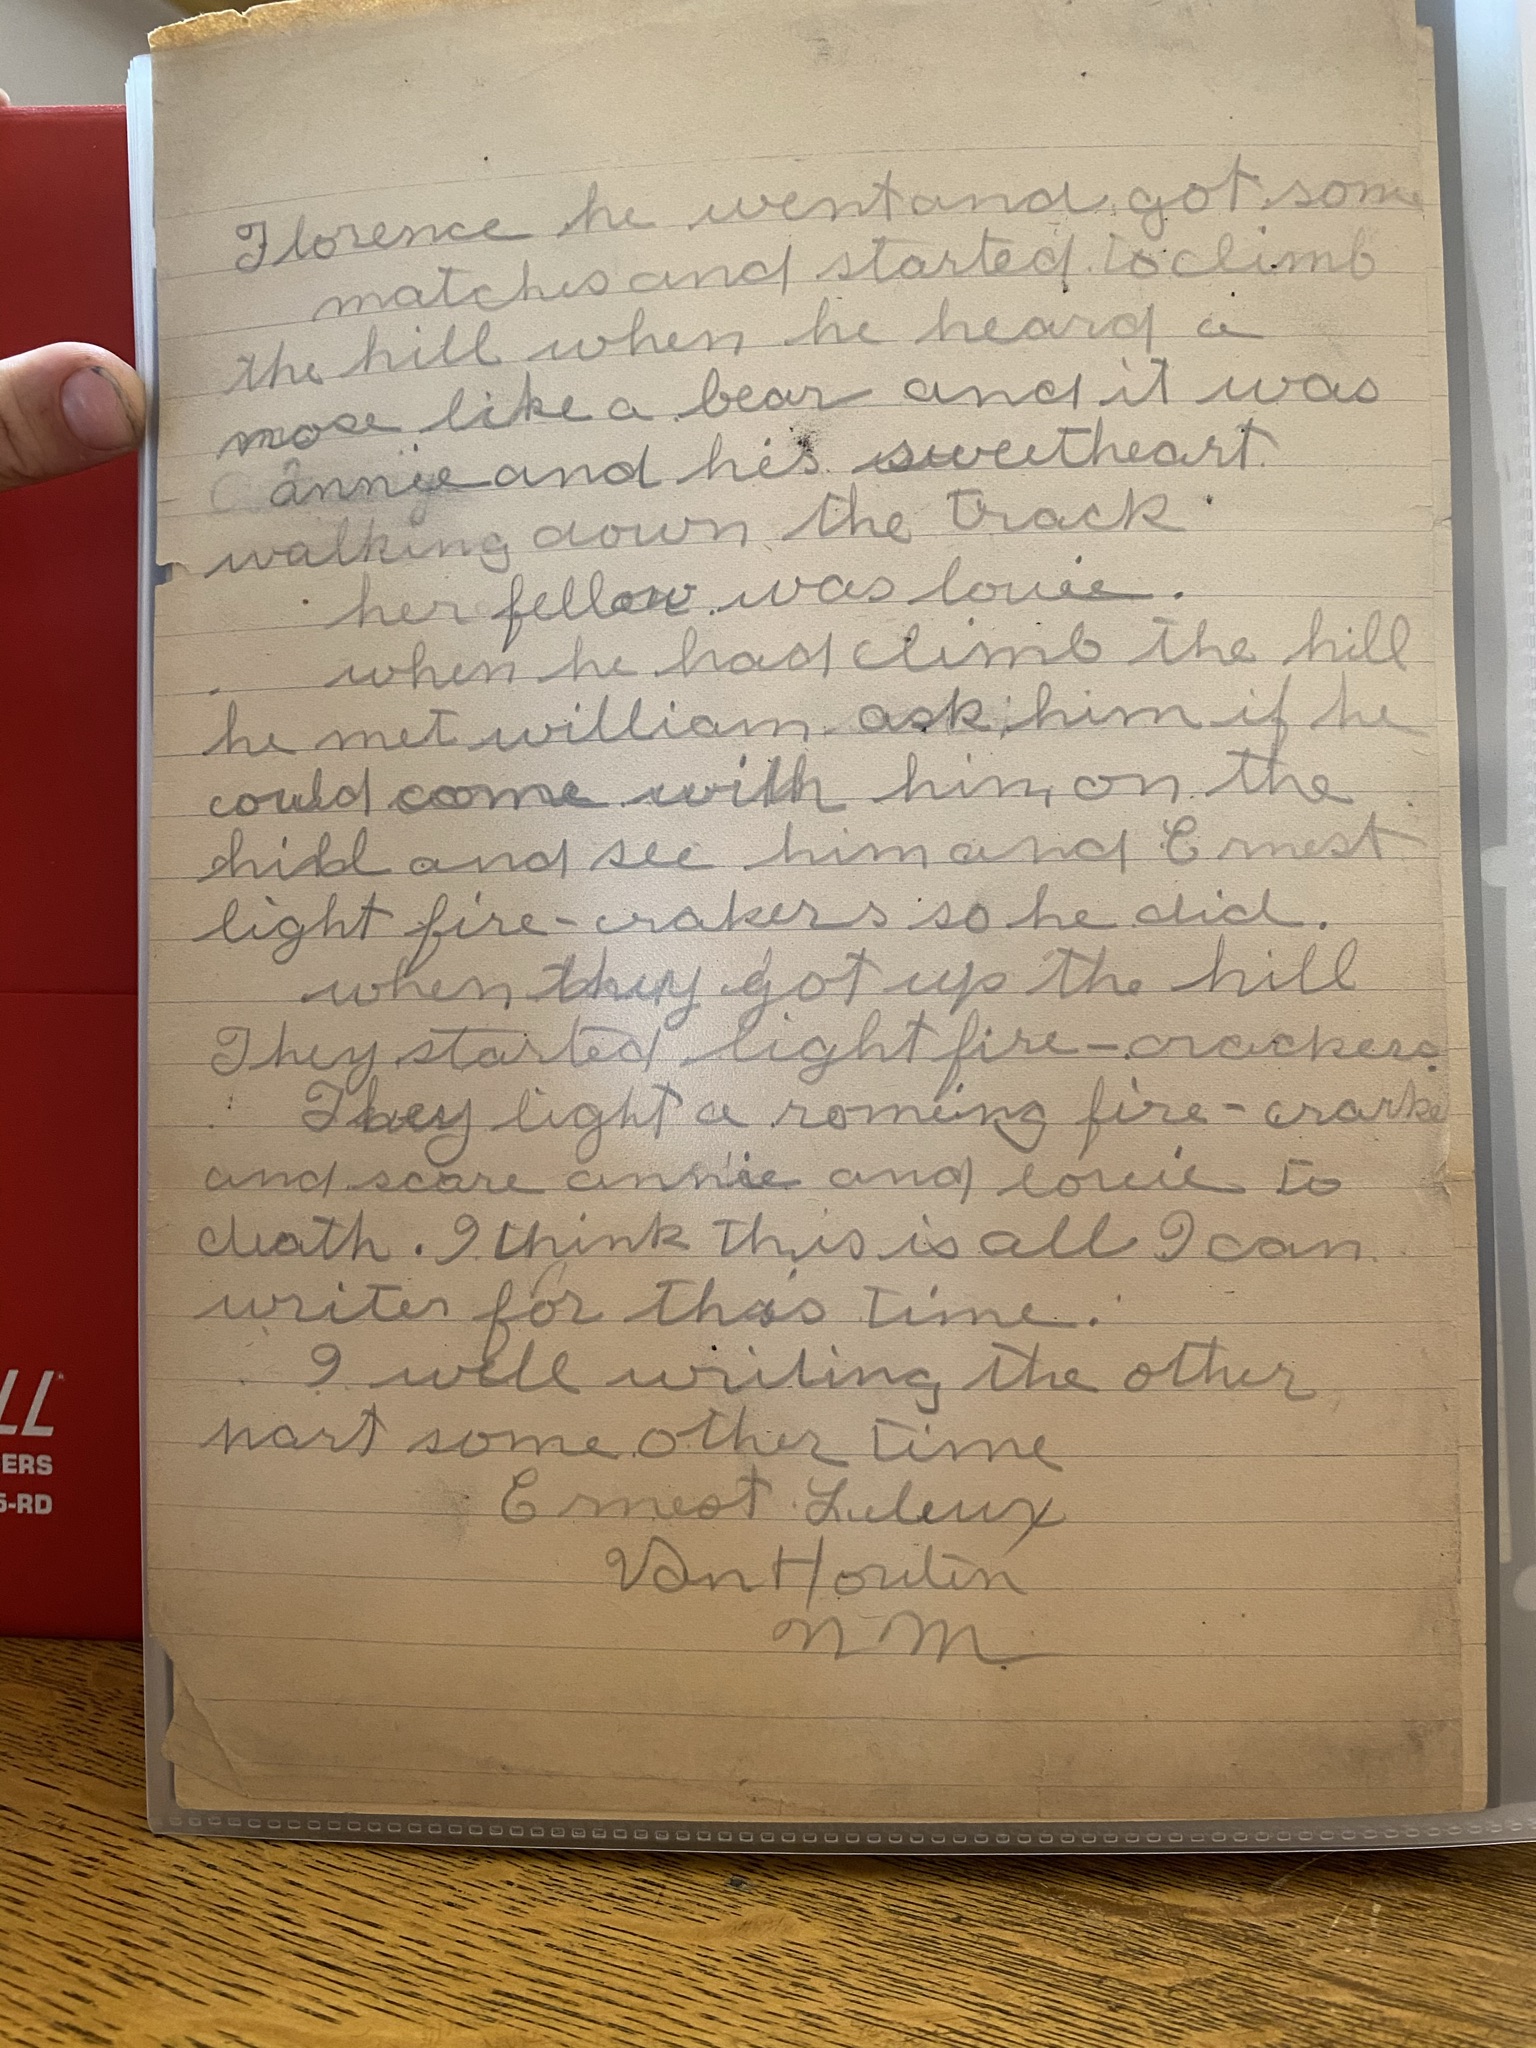 Florence he went and got some
matches and started to climb
the hill when he heard a
nose like a bear and it was
annie and his sweetheart.
walking down the track
her fellow was louie.
when he had climb the hill
he met william ask him if he
could come with him on the
hill and see him and Ernest
light fire-crakers so he did.
when they got up the hill
They started light fire-crackers.
They light a romeing fire-crarke
and scare annie and louie to
death. I think this is all I can
writer for this time.
I will writing the other
part some other time
Ernest Luleux
Van Houtin
N M
LL
ERS
5-RD